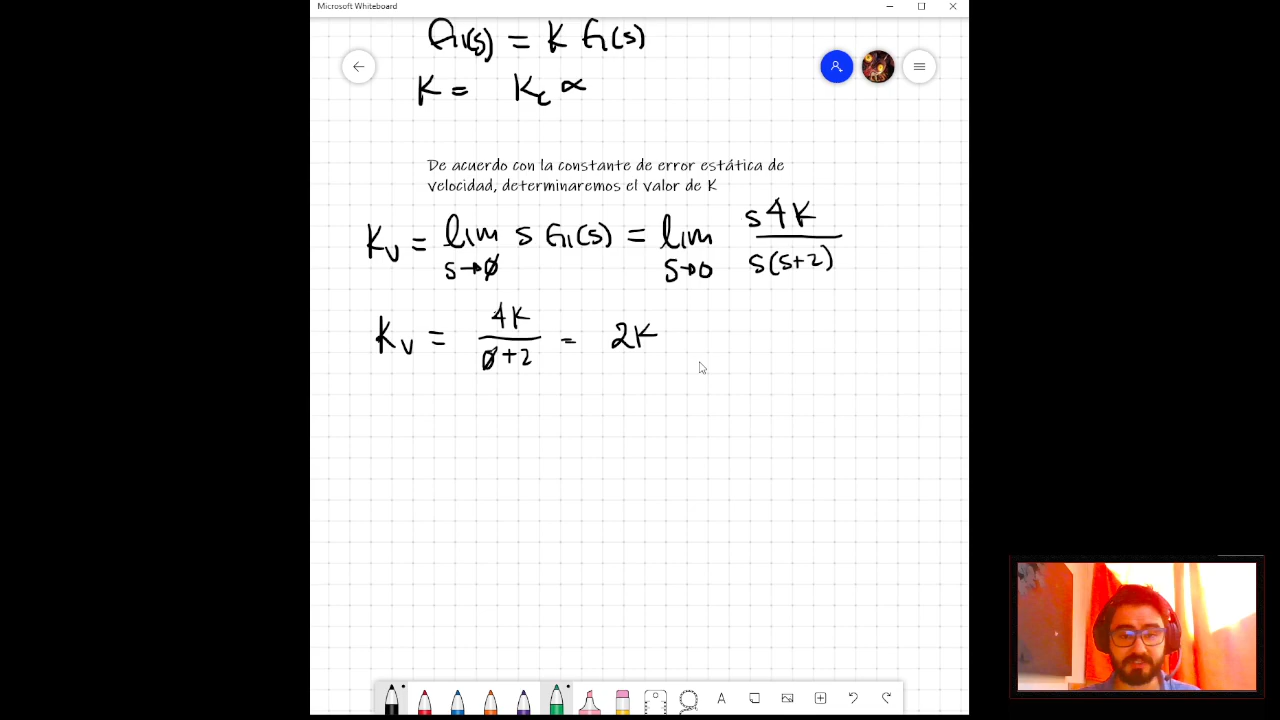 Microsoft Whiteboard
G1(s) = K G(s)
K = Kc ∝
De acuerdo con la constante de error estática de
velocidad, determinaremos el valor de K
Kv = lim s→0 s G1(s) = lim s→0 s4K / s(s+2)
Kv = 4K / 0+2 = 2K
A